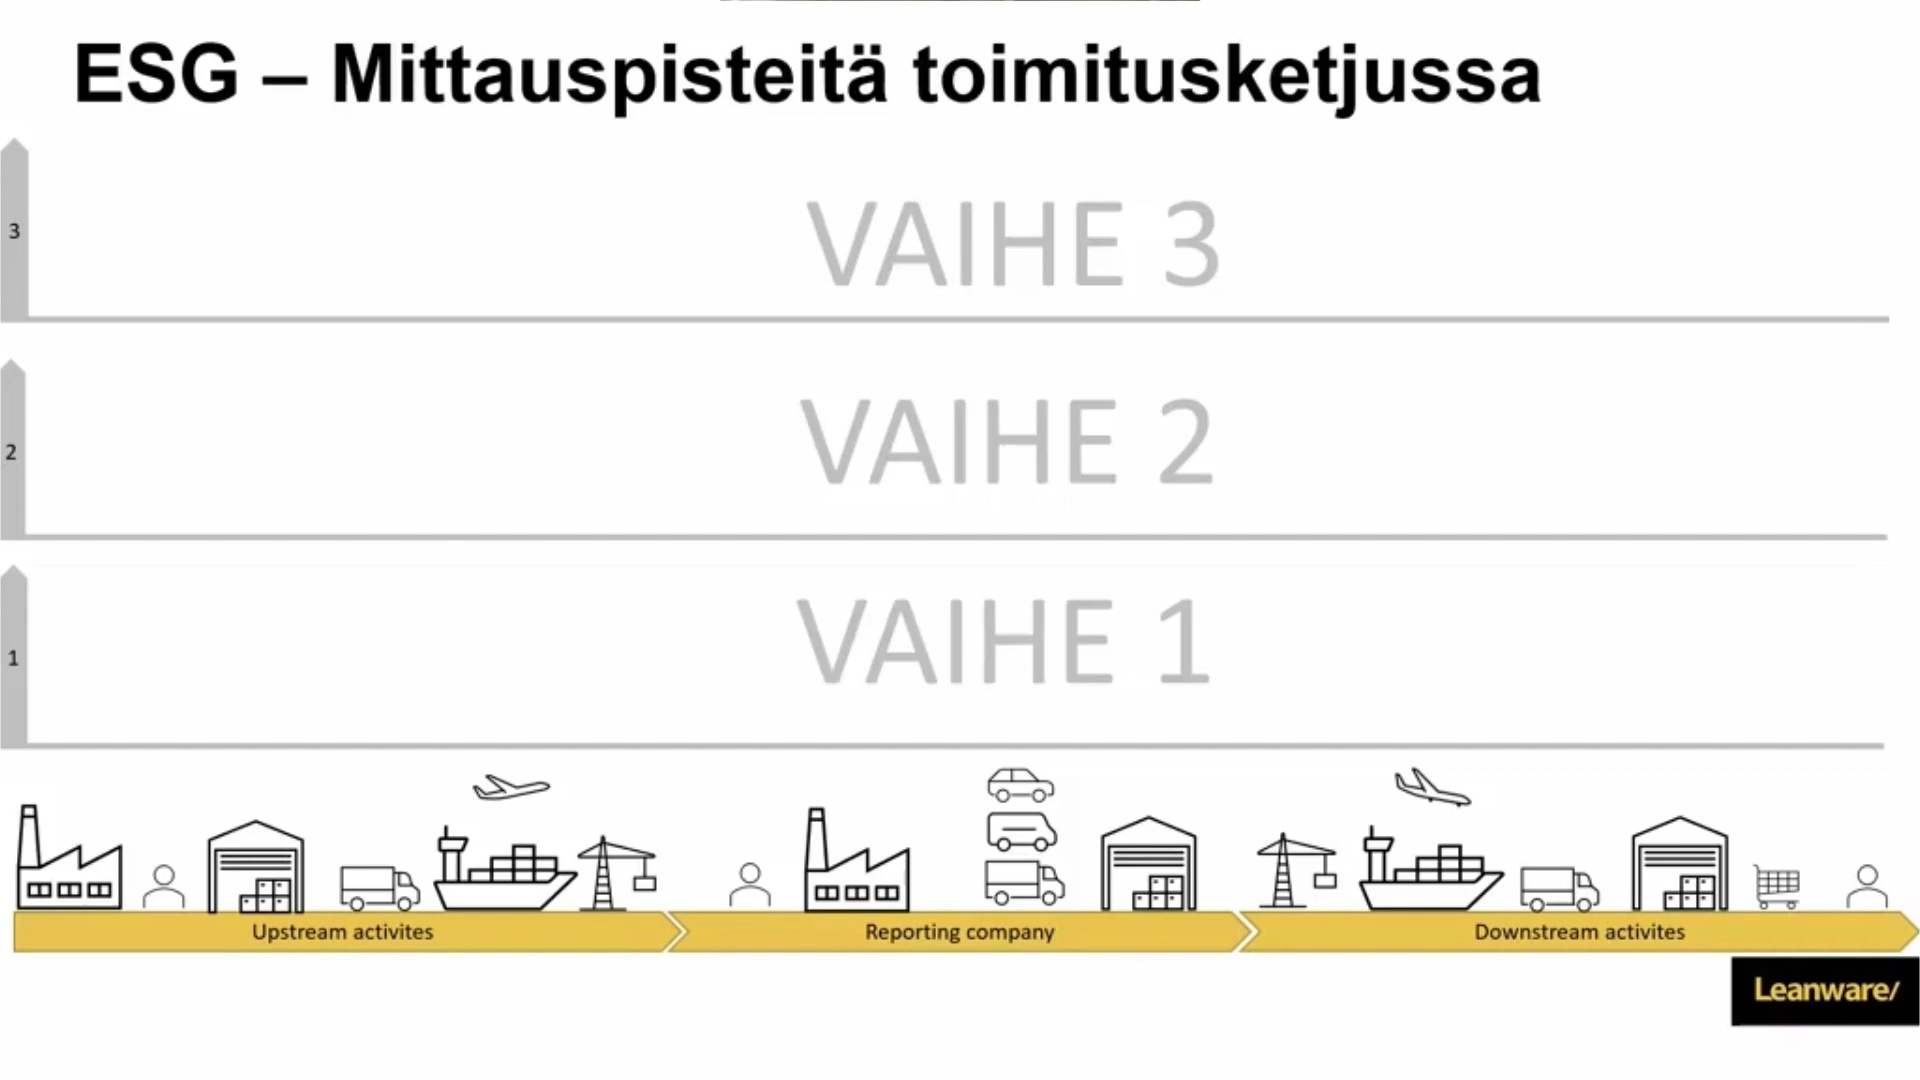 ESG – Mittauspisteitä toimitusketjussa
3
VAIHE 3
2
VAIHE 2
1
VAIHE 1
Upstream activites
Reporting company
Downstream activites
Leanware/